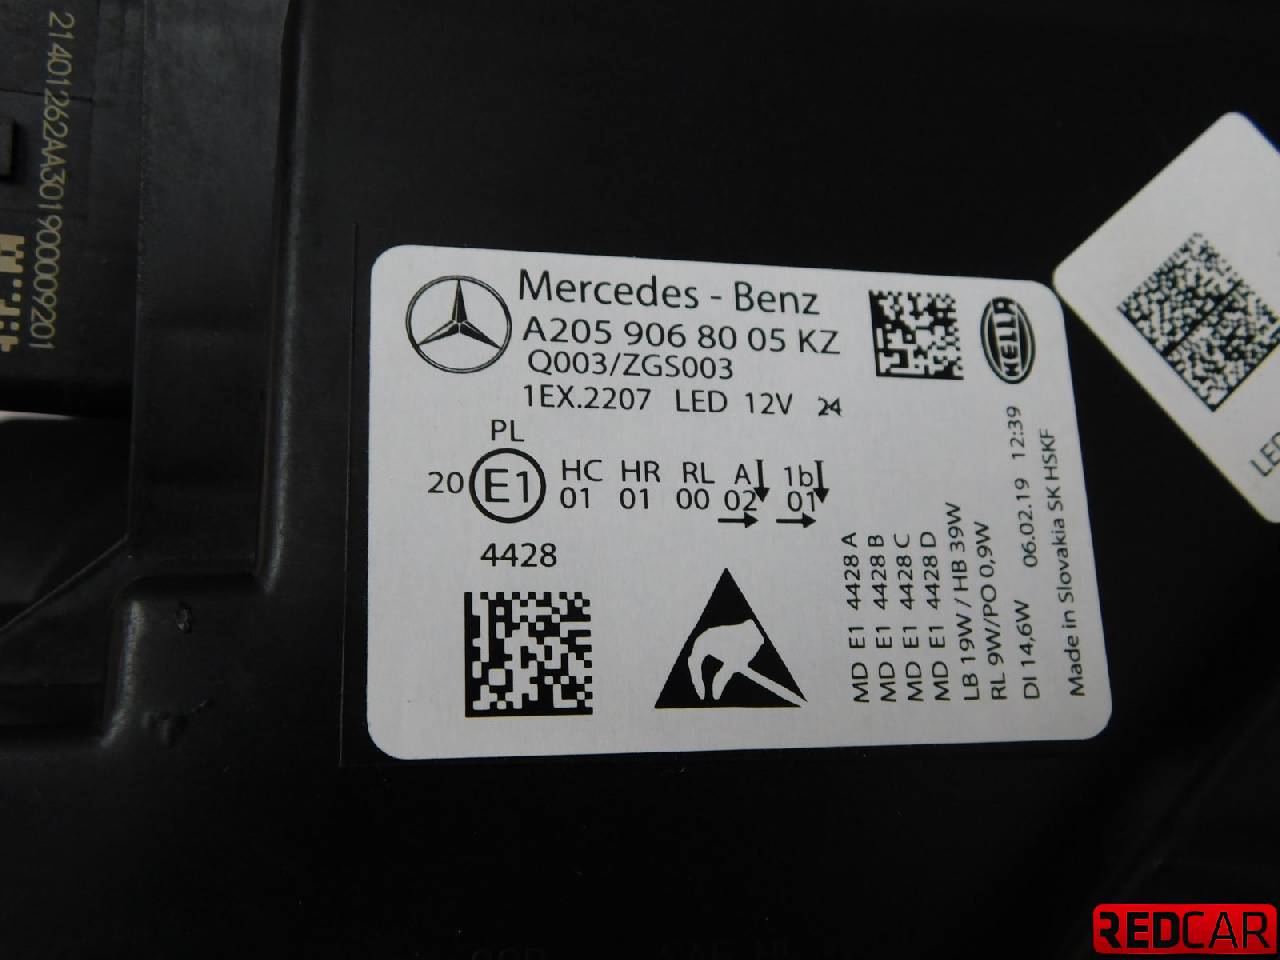 21401262AA3019000009201
Mercedes - Benz
A205 906 80 05 KZ
Q003/ZGS003
1EX.2207 LED 12V 24
HELLA
PL
20 E1 HC HR RL A 1b
01 01 00 02 01
4428
MD E1 4428 A
MD E1 4428 B
MD E1 4428 C
MD E1 4428 D
LB 19W / HB 39W
RL 9W/PO 0,9W
DI 14,6W 06.02.19 12:39
Made in Slovakia SK HSKF
LED
REDCAR